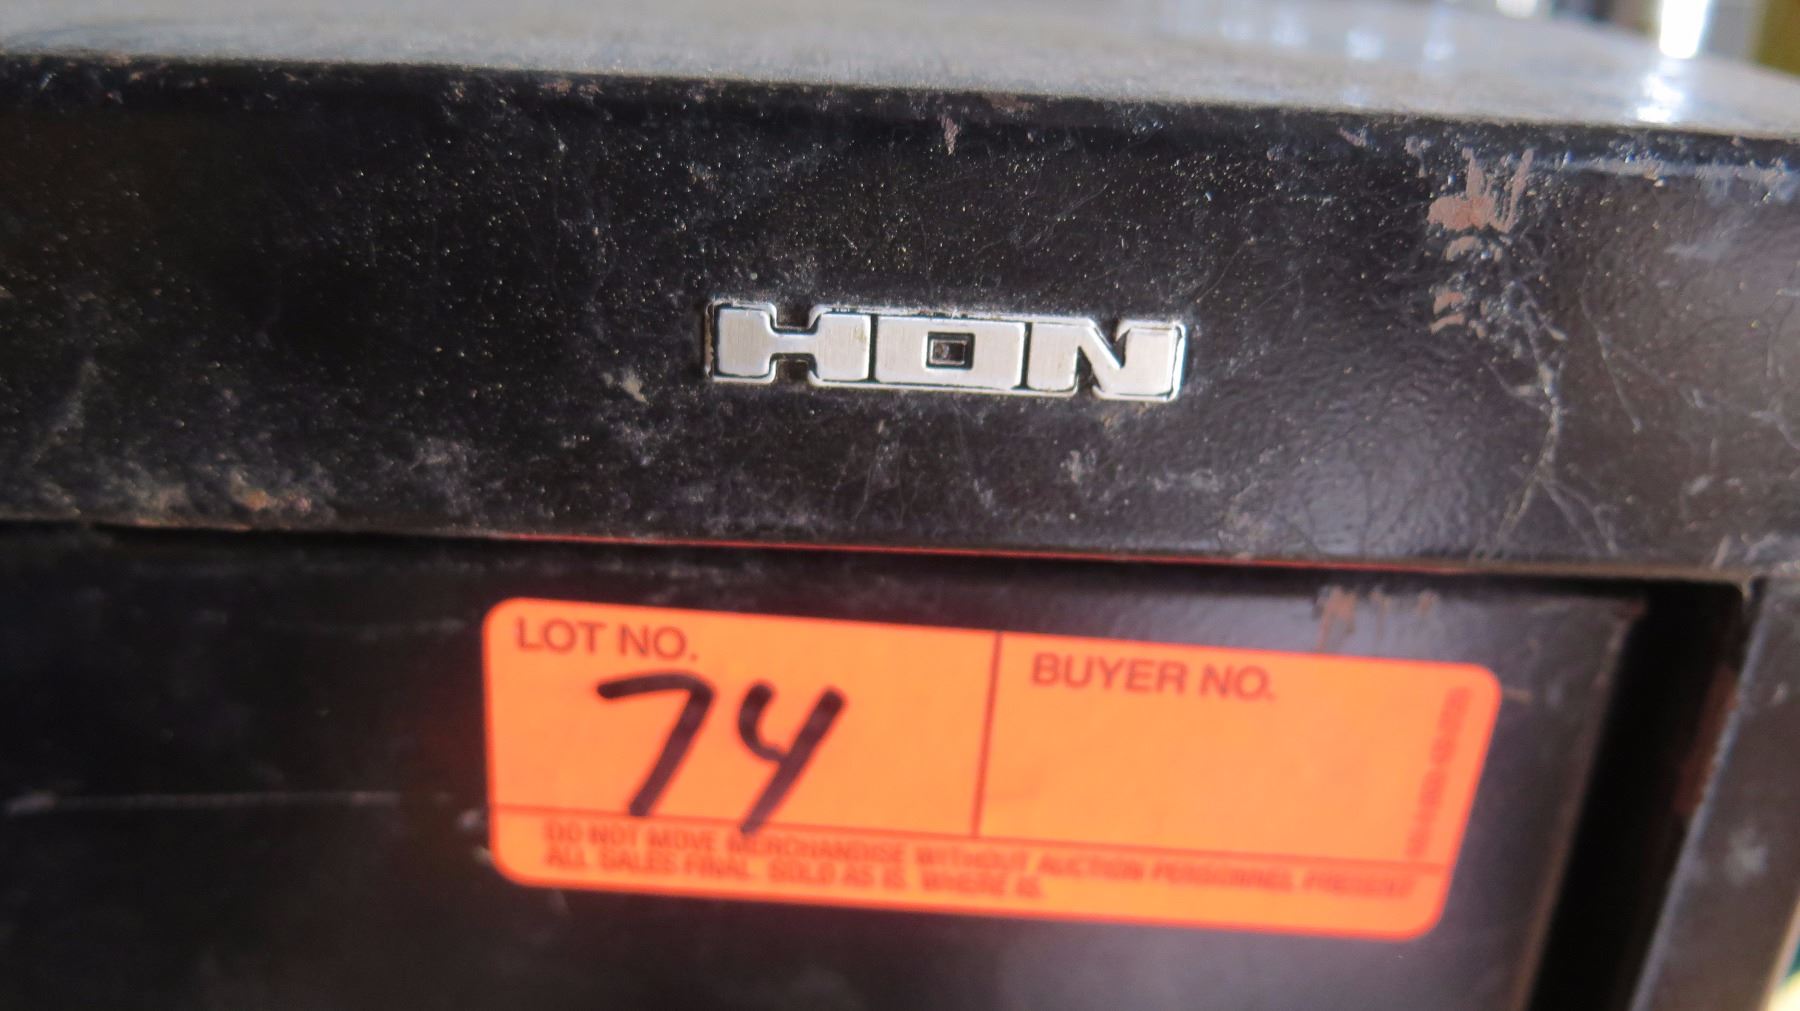 HON
LOT NO.
74
BUYER NO.
DO NOT MOVE MERCHANDISE WITHOUT AUCTION PERSONNEL PRESENT
ALL SALES FINAL. SOLD AS IS. WHERE IS.